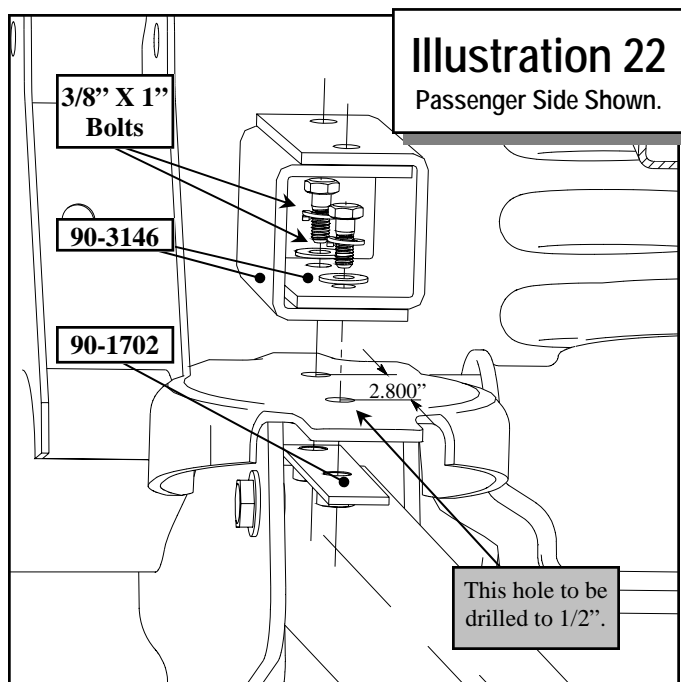 Illustration 22
Passenger Side Shown.
3/8” X 1”
Bolts
90-3146
90-1702
2.800”
This hole to be
drilled to 1/2”.